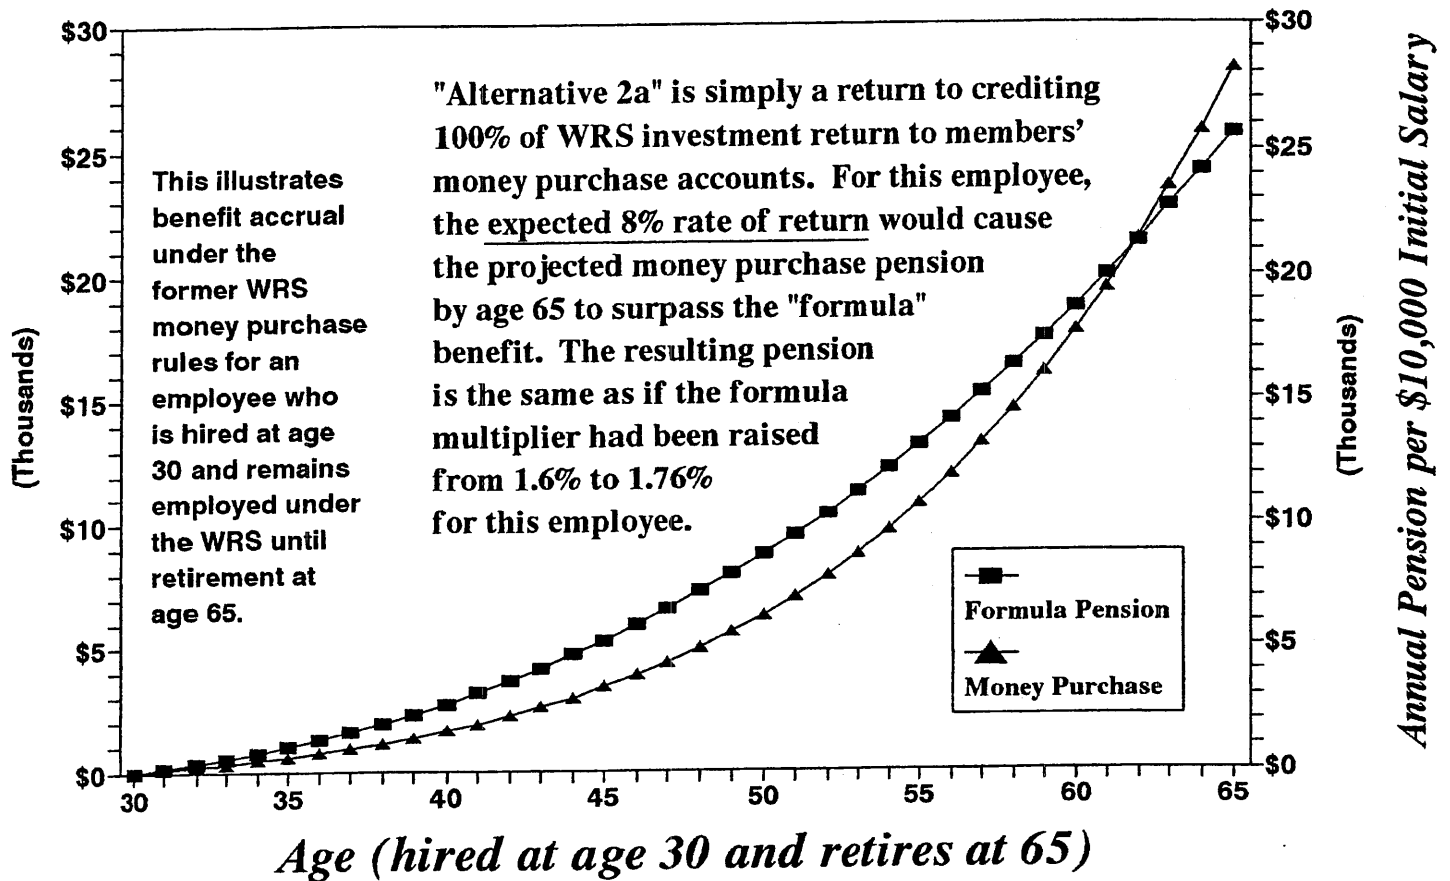 $30
$25
$20
$15
$10
$5
$0
(Thousands)
This illustrates
benefit accrual
under the
former WRS
money purchase
rules for an
employee who
is hired at age
30 and remains
employed under
the WRS until
retirement at
age 65.
"Alternative 2a" is simply a return to crediting
100% of WRS investment return to members'
money purchase accounts.  For this employee,
the expected 8% rate of return would cause
the projected money purchase pension
by age 65 to surpass the "formula"
benefit.  The resulting pension
is the same as if the formula
multiplier had been raised
from 1.6% to 1.76%
for this employee.
Formula Pension
Money Purchase
$30
$25
$20
$15
$10
$5
$0
(Thousands)
Annual Pension per $10,000 Initial Salary
30 35 40 45 50 55 60 65
Age (hired at age 30 and retires at 65)